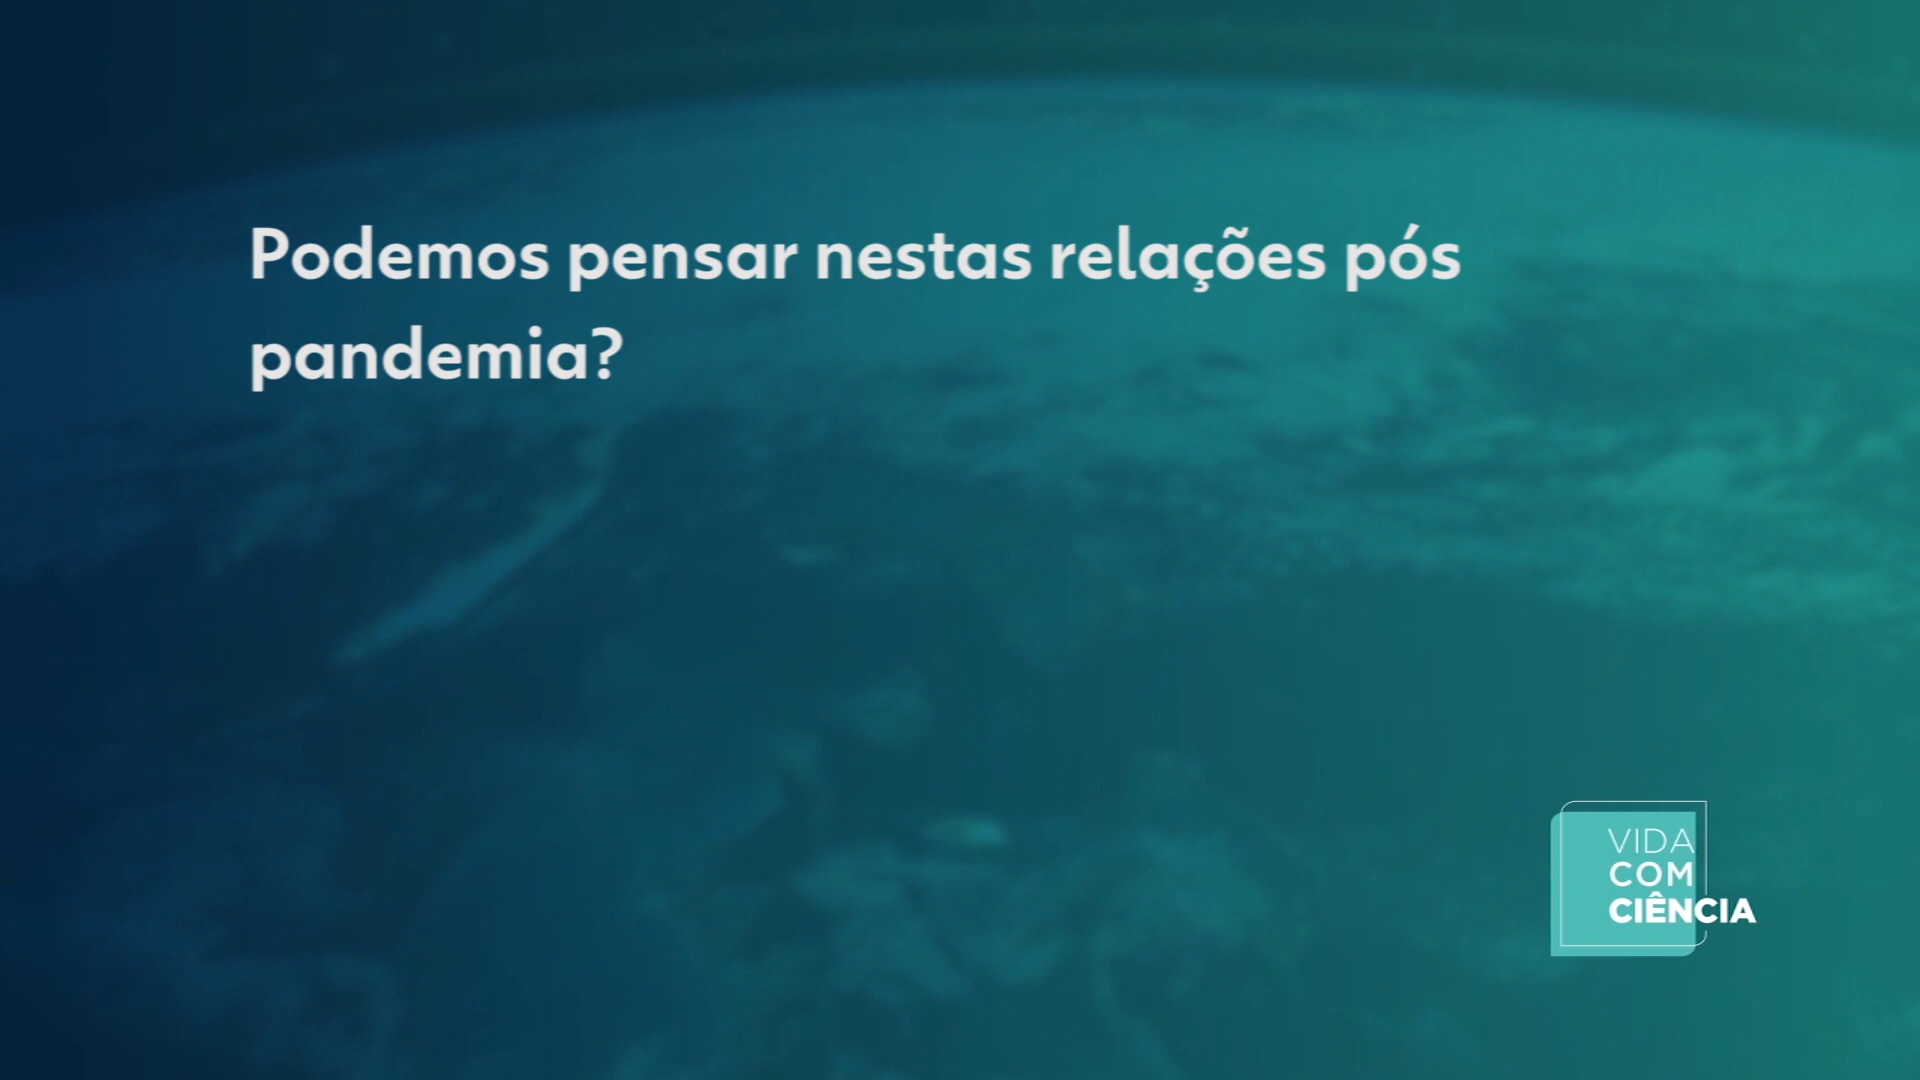 Podemos pensar nestas relações pós
pandemia?
VIDA
COM
CIÊNCIA